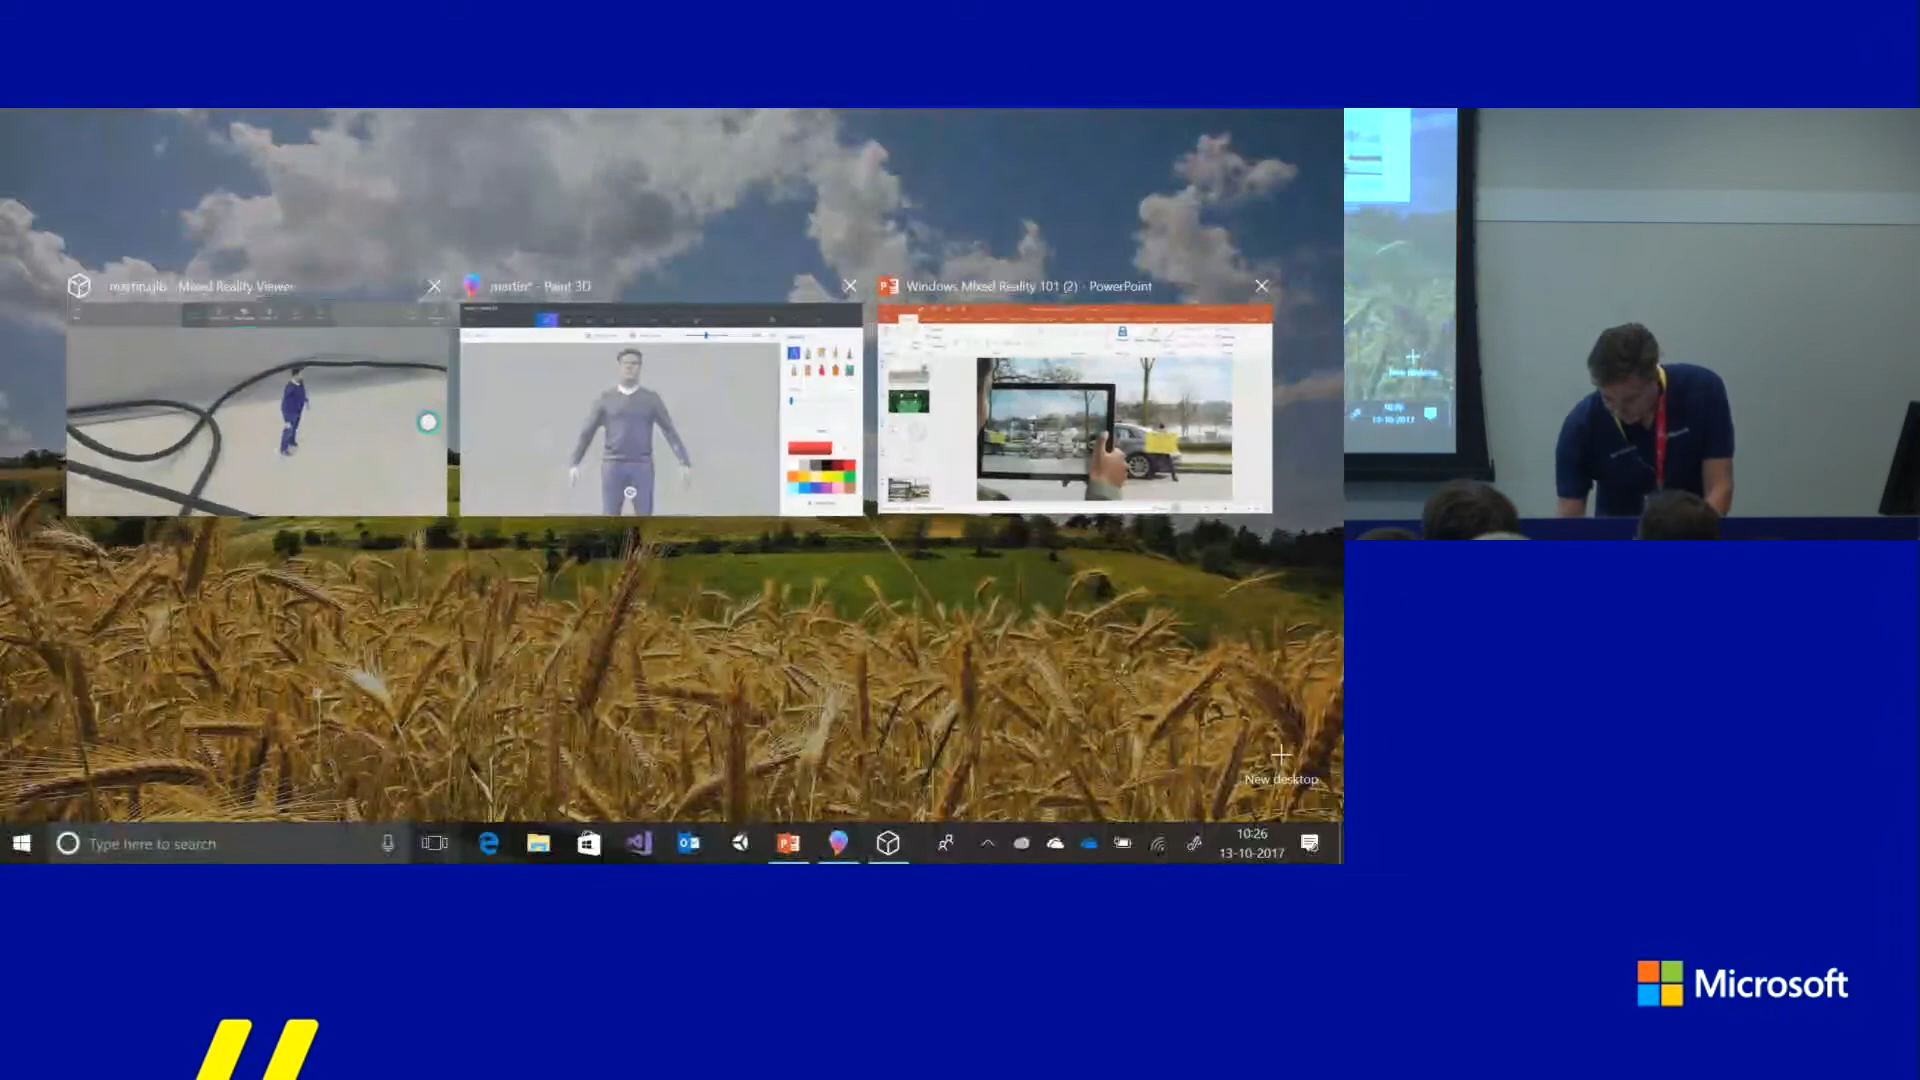 martin.glb - Mixed Reality Viewer
martin* - Paint 3D
Windows Mixed Reality 101 (2) - PowerPoint
New desktop
Type here to search
10:26
13-10-2017
Microsoft